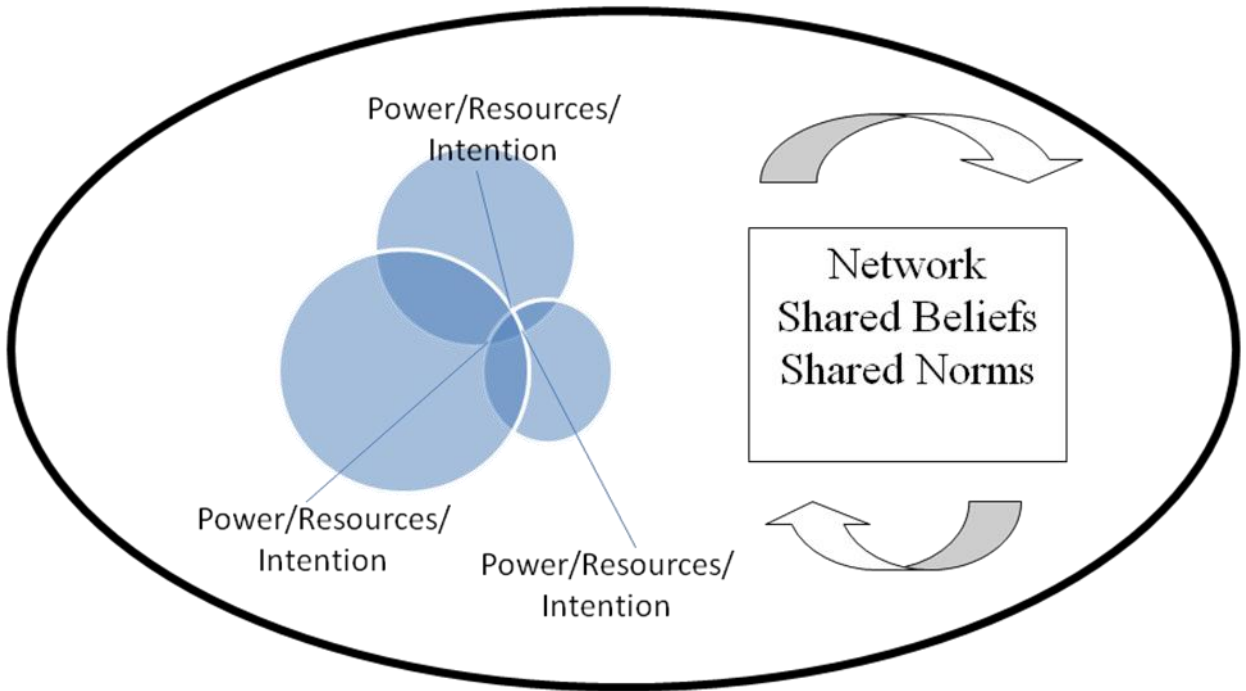 Power/Resources/
Intention
Network
Shared Beliefs
Shared Norms
Power/Resources/
Intention
Power/Resources/
Intention